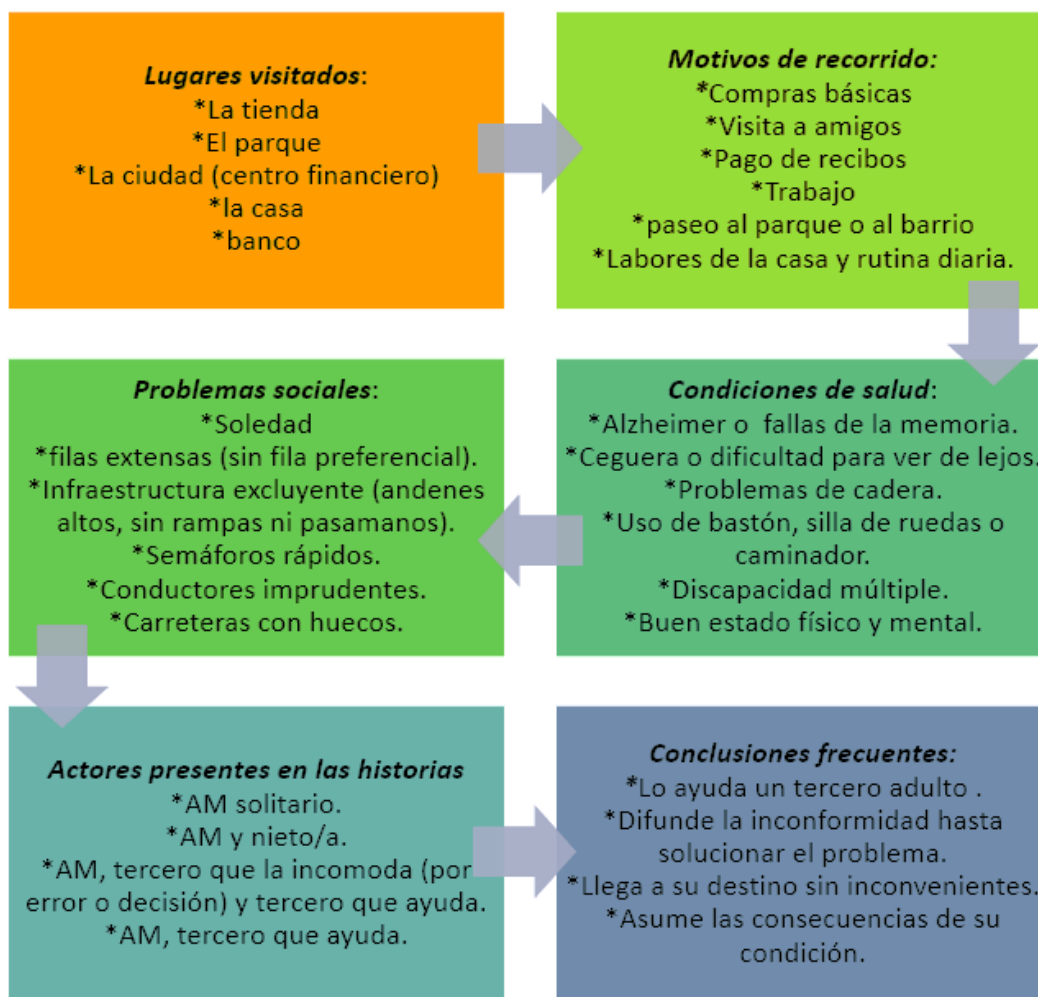 Lugares visitados:
*La tienda
*El parque
*La ciudad (centro financiero)
*la casa
*banco
Motivos de recorrido:
*Compras básicas
*Visita a amigos
*Pago de recibos
*Trabajo
*paseo al parque o al barrio
*Labores de la casa y rutina diaria.
Condiciones de salud:
*Alzheimer o fallas de la memoria.
*Ceguera o dificultad para ver de lejos.
*Problemas de cadera.
*Uso de bastón, silla de ruedas o
caminador.
*Discapacidad múltiple.
*Buen estado físico y mental.
Problemas sociales:
*Soledad
*filas extensas (sin fila preferencial).
*Infraestructura excluyente (andenes
altos, sin rampas ni pasamanos).
*Semáforos rápidos.
*Conductores imprudentes.
*Carreteras con huecos.
Actores presentes en las historias
*AM solitario.
*AM y nieto/a.
*AM, tercero que la incomoda (por
error o decisión) y tercero que ayuda.
*AM, tercero que ayuda.
Conclusiones frecuentes:
*Lo ayuda un tercero adulto .
*Difunde la inconformidad hasta
solucionar el problema.
*Llega a su destino sin inconvenientes.
*Asume las consecuencias de su
condición.